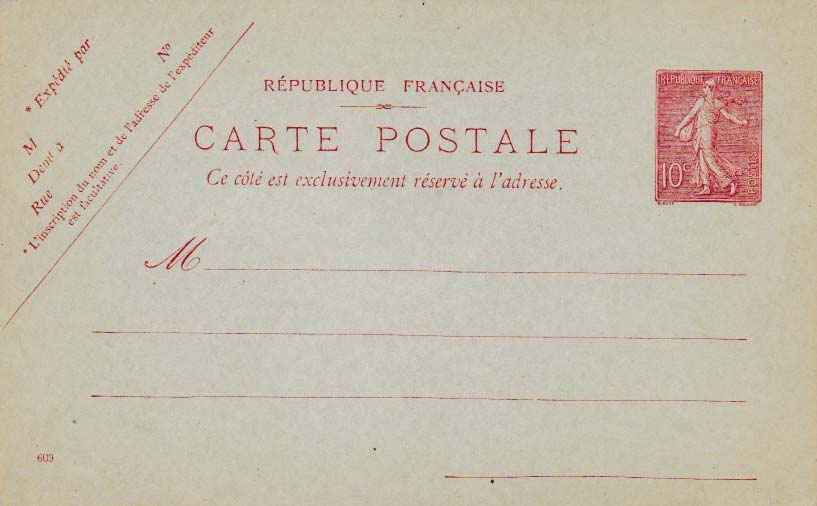 * Expédié par
M
Demt à
Rue Nº
* L'inscription du nom et de l'adresse de l'expéditeur
est facultative.
RÉPUBLIQUE FRANÇAISE
CARTE POSTALE
Ce côté est exclusivement réservé à l'adresse.
M
RÉPUBLIQUE FRANÇAISE
10c
POSTES
609